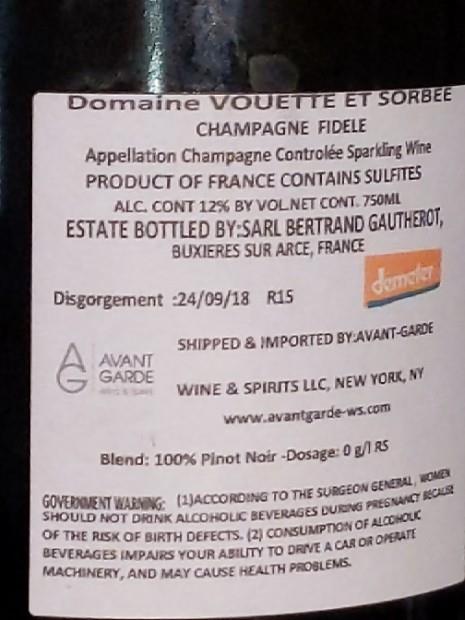 Domaine VOUETTE ET SORBEE
CHAMPAGNE FIDELE
Appellation Champagne Controlée Sparkling Wine
PRODUCT OF FRANCE CONTAINS SULFITES
ALC. CONT 12% BY VOL.NET CONT. 750ML
ESTATE BOTTLED BY:SARL BERTRAND GAUTHEROT,
BUXIERES SUR ARCE, FRANCE
demeter
Disgorgement :24/09/18 R15
SHIPPED & IMPORTED BY:AVANT-GARDE
AG
AVANT
GARDE
WINE & SPIRITS LLC, NEW YORK, NY
www.avantgarde-ws.com
Blend: 100% Pinot Noir -Dosage: 0 g/l RS
GOVERNMENT WARNING: (1)ACCORDING TO THE SURGEON GENERAL, WOMEN
SHOULD NOT DRINK ALCOHOLIC BEVERAGES DURING PREGNANCY BECAUSE
OF THE RISK OF BIRTH DEFECTS. (2) CONSUMPTION OF ALCOHOLIC
BEVERAGES IMPAIRS YOUR ABILITY TO DRIVE A CAR OR OPERATE
MACHINERY, AND MAY CAUSE HEALTH PROBLEMS.